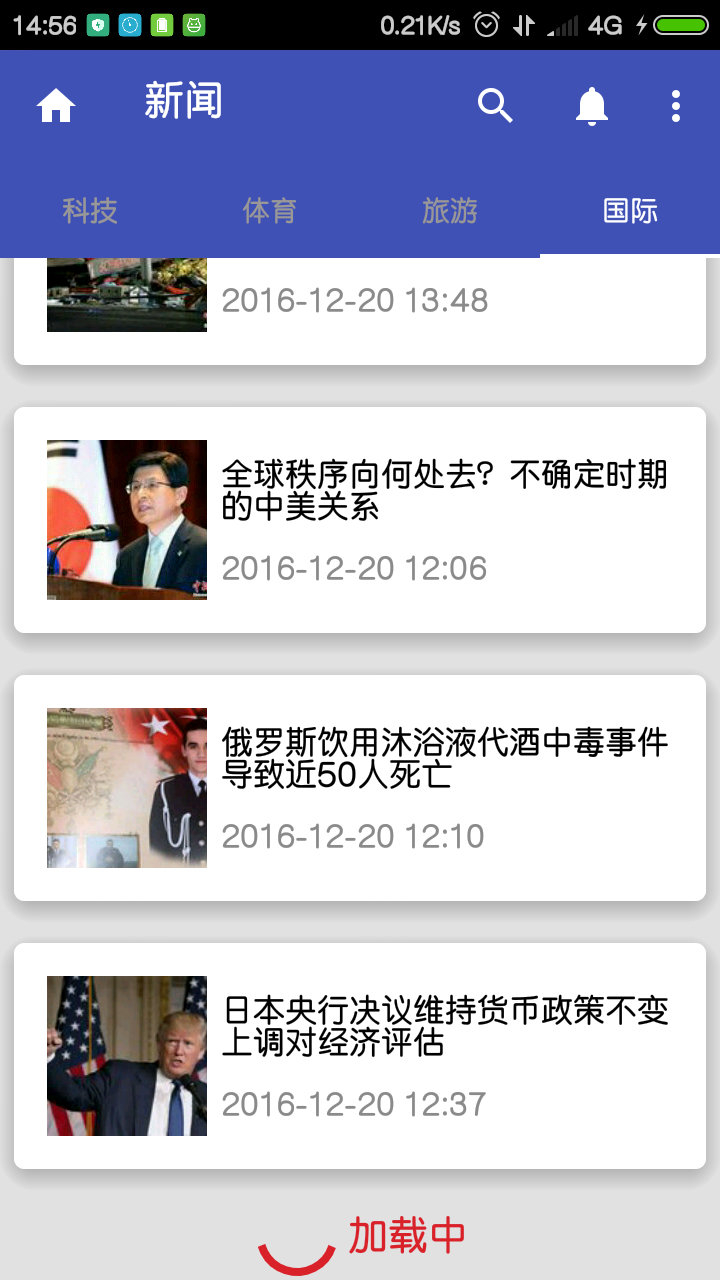 14:56
0.21K/s
4G
新闻
科技
体育
旅游
国际
2016-12-20 13:48
全球秩序向何处去？不确定时期
的中美关系
2016-12-20 12:06
俄罗斯饮用沐浴液代酒中毒事件
导致近50人死亡
2016-12-20 12:10
日本央行决议维持货币政策不变
上调对经济评估
2016-12-20 12:37
加载中